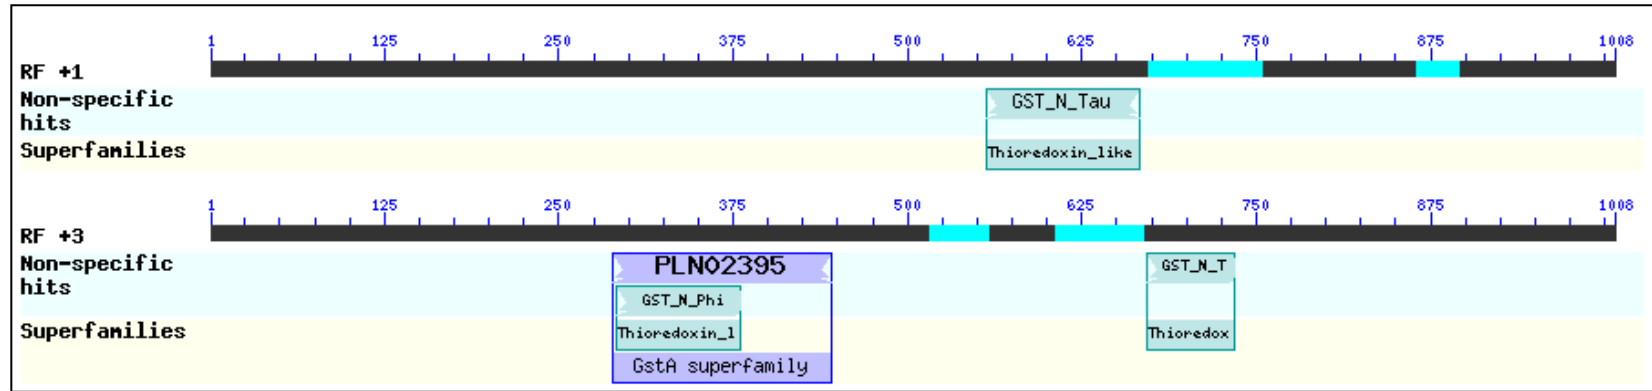 1 125 250 375 500 625 750 875 1008
RF +1
Non-specific
hits
GST_N_Tau
Superfamilies
Thioredoxin_like
1 125 250 375 500 625 750 875 1008
RF +3
Non-specific
hits
PLN02395
GST_N_T
GST_N_Phi
Superfamilies
Thioredoxin_l
Thioredox
GstA superfamily